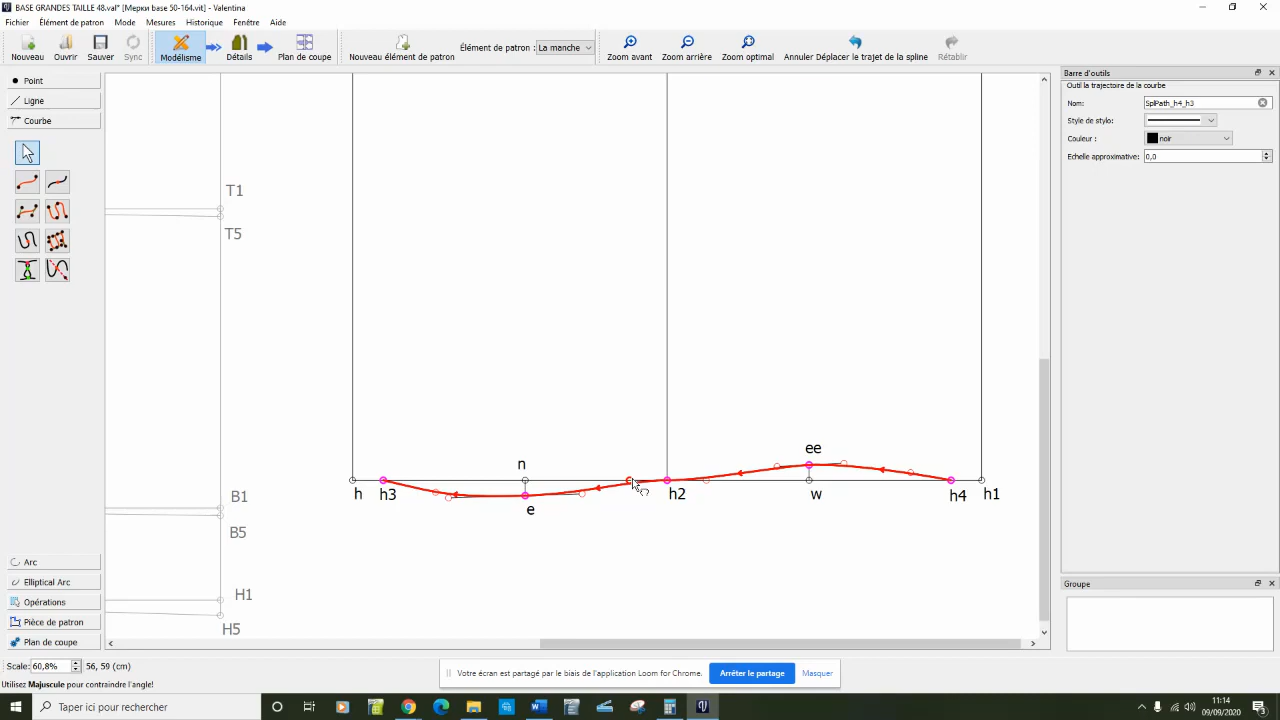 BASE GRANDES TAILLE 48.val* [Мерки base 50-164.vit] - Valentina
Fichier Élément de patron Mode Mesures Historique Fenêtre Aide
Nouveau Ouvrir Sauver Sync Modélisme Détails Plan de coupe Nouveau élément de patron Élément de patron: La manche Zoom avant Zoom arrière Zoom optimal Annuler Déplacer le trajet de la spline Rétablir
Point
Ligne
Courbe
Arc
Elliptical Arc
Opérations
Pièce de patron
Plan de coupe
T1
T5
B1
B5
H1
H5
n
ee
h
h3
e
h2
w
h4
h1
Barre d'outils
Outil la trajectoire de la courbe
Nom: SplPath_h4_h3
Style de stylo:
Couleur : noir
Echelle approximative: 0,0
Groupe
Scale: 60,8% 56, 59 (cm)
Utilisez Majuscule pour contraindre l'angle!
Votre écran est partagé par le biais de l'application Loom for Chrome. Arrêter le partage Masquer
Taper ici pour rechercher
11:14
09/09/2020
3